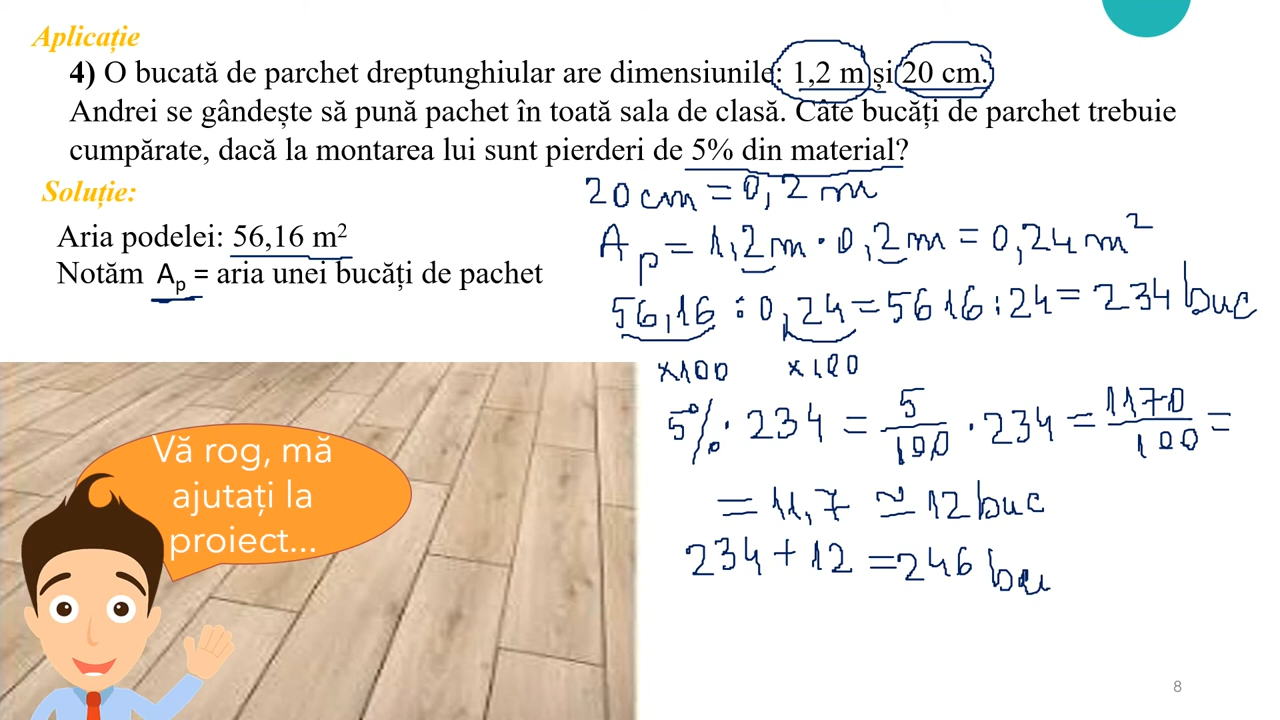 Aplicație
4) O bucată de parchet dreptunghiular are dimensiunile: 1,2 m și 20 cm.
Andrei se gândește să pună pachet în toată sala de clasă. Câte bucăți de parchet trebuie
cumpărate, dacă la montarea lui sunt pierderi de 5% din material?
Soluție:
20 cm = 0,2 m
Aria podelei: 56,16 m²
Notăm Aₚ = aria unei bucăți de pachet
Aₚ = 1,2 m · 0,2 m = 0,24 m²
56,16 : 0,24 = 5616 : 24 = 234 buc
×100 ×100
5% · 234 = 5/100 · 234 = 1170/100 =
= 11,7 ≃ 12 buc
234 + 12 = 246 buc
Vă rog, mă
ajutați la
proiect...
8